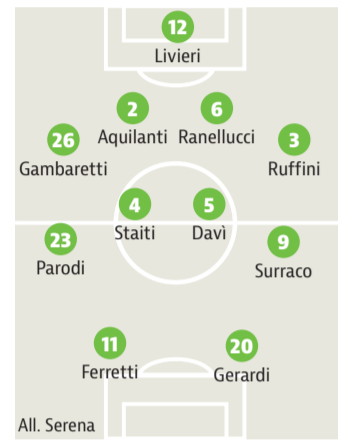 12
Livieri
2
6
Aquilanti
Ranellucci
26
3
Gambaretti
Ruffini
4
5
Staiti
Davì
23
9
Parodi
Surraco
11
20
Ferretti
Gerardi
All. Serena